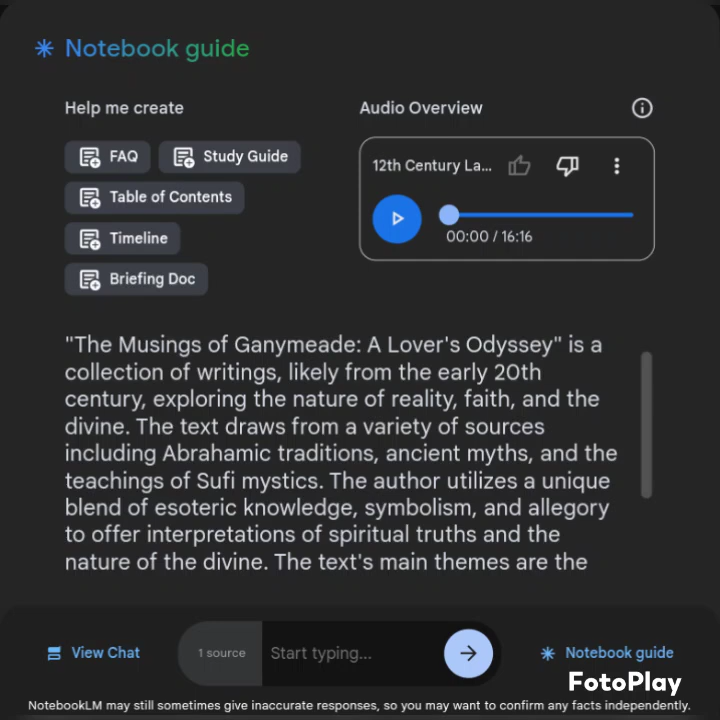 Notebook guide
Help me create
FAQ
Study Guide
Table of Contents
Timeline
Briefing Doc
Audio Overview
12th Century La...
00:00 / 16:16
"The Musings of Ganymeade: A Lover's Odyssey" is a
collection of writings, likely from the early 20th
century, exploring the nature of reality, faith, and the
divine. The text draws from a variety of sources
including Abrahamic traditions, ancient myths, and the
teachings of Sufi mystics. The author utilizes a unique
blend of esoteric knowledge, symbolism, and allegory
to offer interpretations of spiritual truths and the
nature of the divine. The text's main themes are the
View Chat
1 source
Start typing...
Notebook guide
FotoPlay
NotebookLM may still sometimes give inaccurate responses, so you may want to confirm any facts independently.